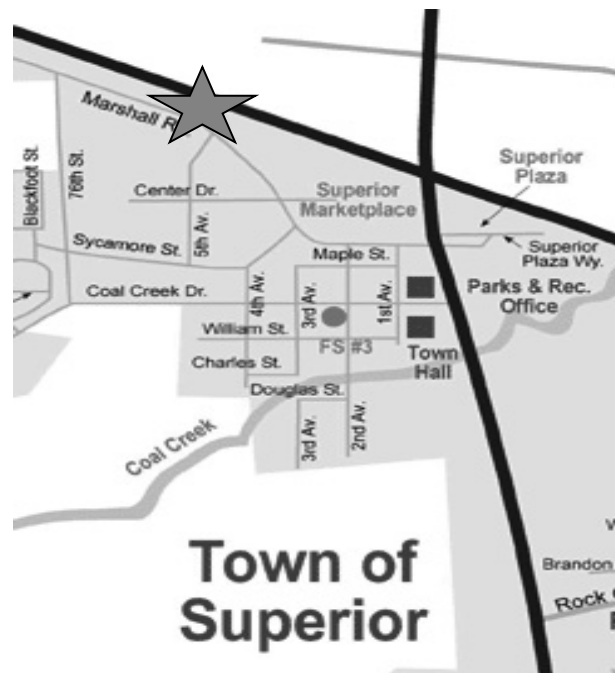 Marshall R
Blackfoot St.
76th St.
Center Dr.
5th Av.
Superior
Marketplace
Superior
Plaza
Sycamore St.
Maple St.
Superior
Plaza Wy.
Coal Creek Dr.
4th Av.
3rd Av.
1st Av.
Parks & Rec.
Office
William St.
FS #3
Town
Hall
Charles St.
Douglas St.
3rd Av.
2nd Av.
Coal Creek
Town of
Superior
W
Brandon
Rock